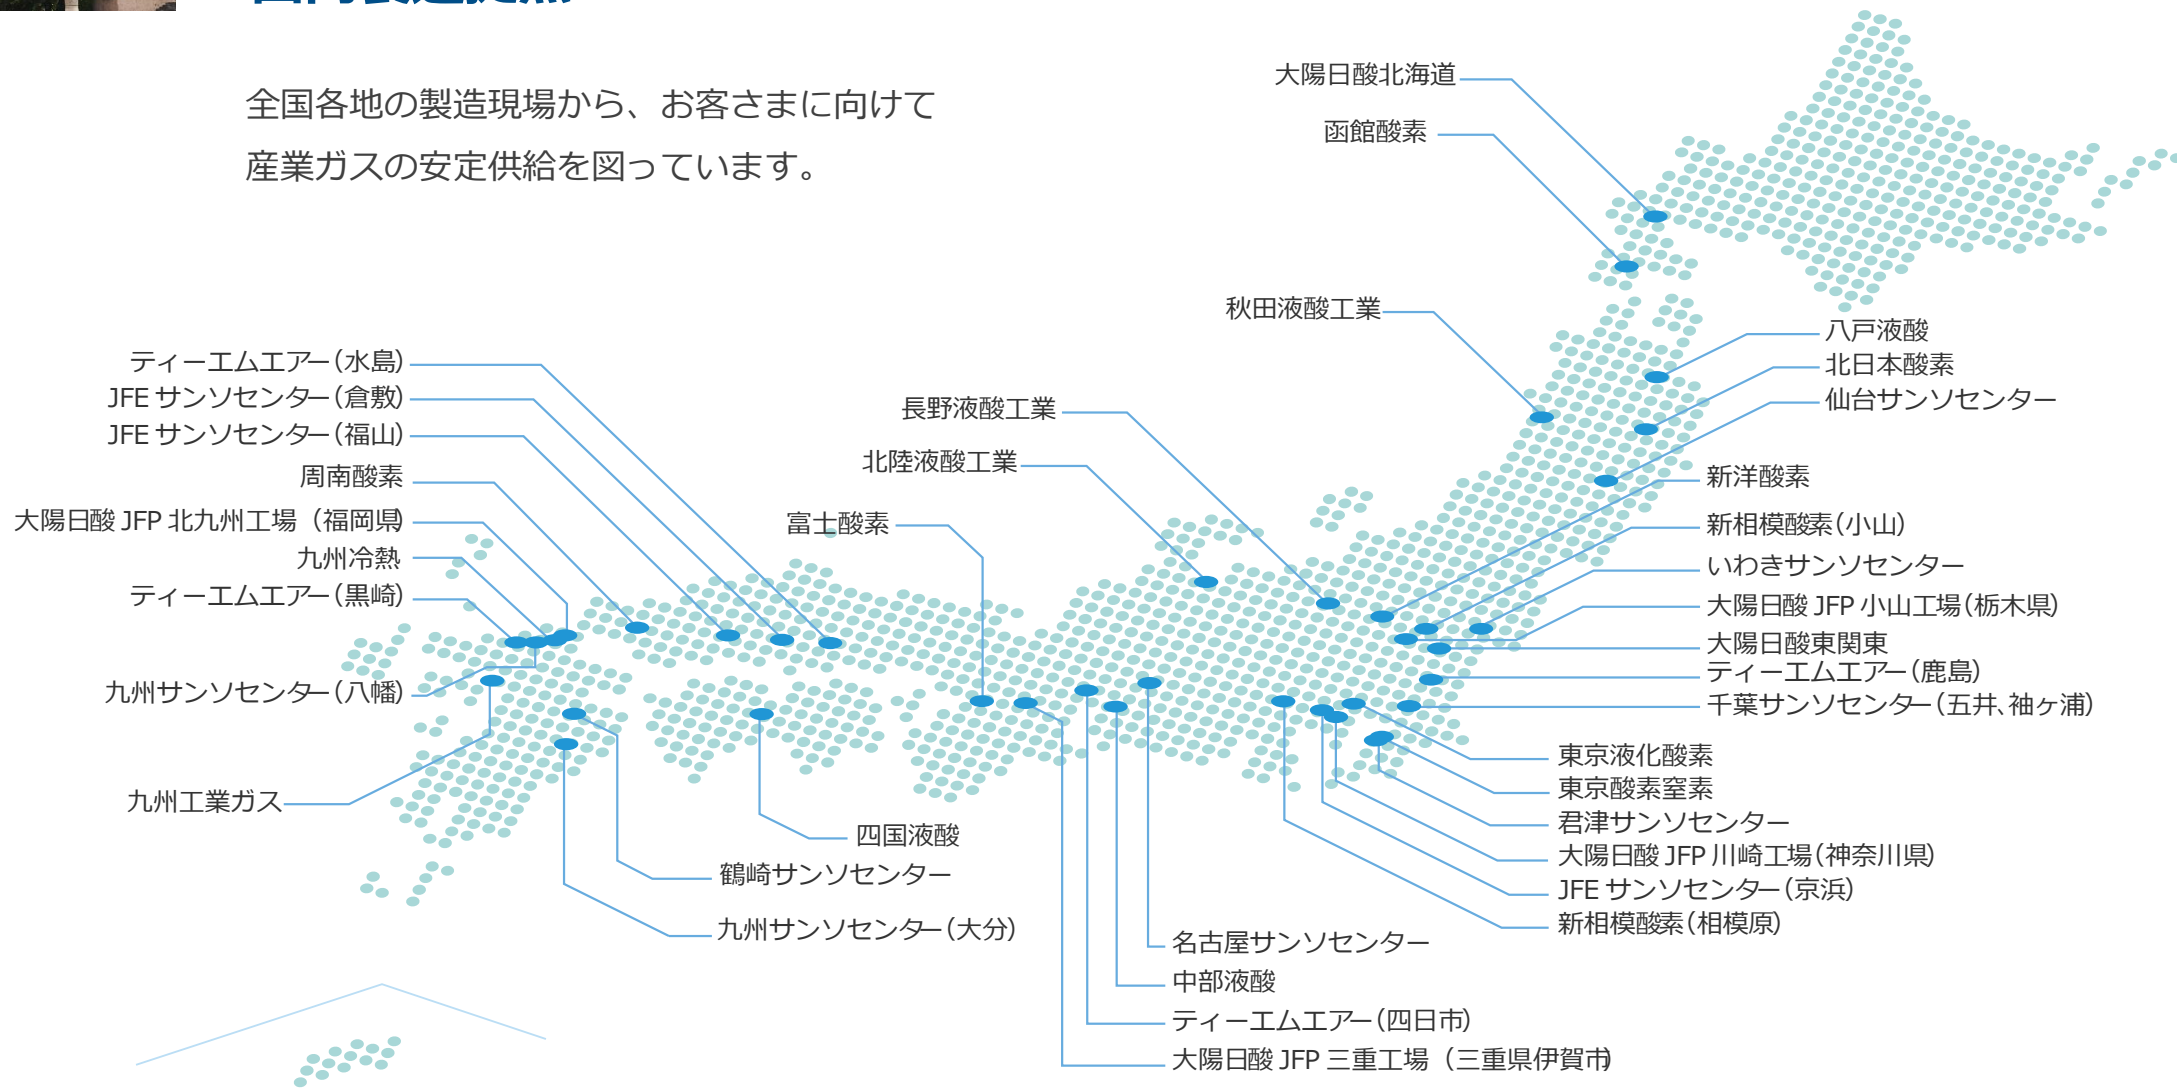 全国各地の製造現場から、お客さまに向けて
産業ガスの安定供給を図っています。
大陽日酸北海道
函館酸素
秋田液酸工業
八戸液酸
北日本酸素
仙台サンソセンター
ティーエムエアー(水島)
JFE サンソセンター(倉敷)
JFE サンソセンター(福山)
周南酸素
大陽日酸 JFP 北九州工場（福岡県）
九州冷熱
ティーエムエアー(黒崎)
九州サンソセンター(八幡)
九州工業ガス
長野液酸工業
北陸液酸工業
富士酸素
新洋酸素
新相模酸素(小山)
いわきサンソセンター
大陽日酸 JFP 小山工場(栃木県)
大陽日酸東関東
ティーエムエアー(鹿島)
千葉サンソセンター(五井、袖ヶ浦)
東京液化酸素
東京酸素窒素
君津サンソセンター
大陽日酸 JFP 川崎工場(神奈川県)
JFE サンソセンター(京浜)
新相模酸素(相模原)
四国液酸
鶴崎サンソセンター
九州サンソセンター(大分)
名古屋サンソセンター
中部液酸
ティーエムエアー(四日市)
大陽日酸 JFP 三重工場（三重県伊賀市）